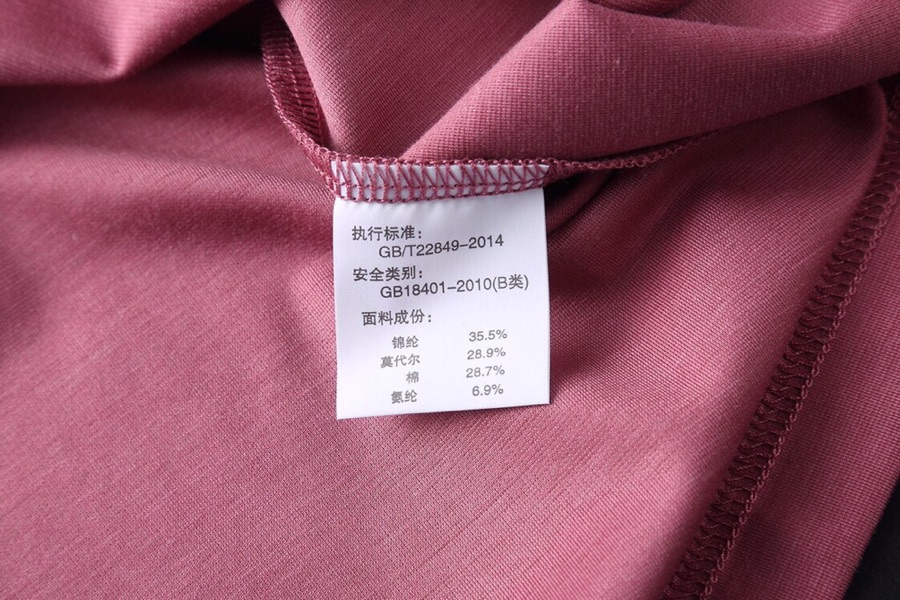 执行标准：
GB/T22849-2014
安全类别：
GB18401-2010(B类)
面料成份：
锦纶 35.5%
莫代尔 28.9%
棉 28.7%
氨纶 6.9%